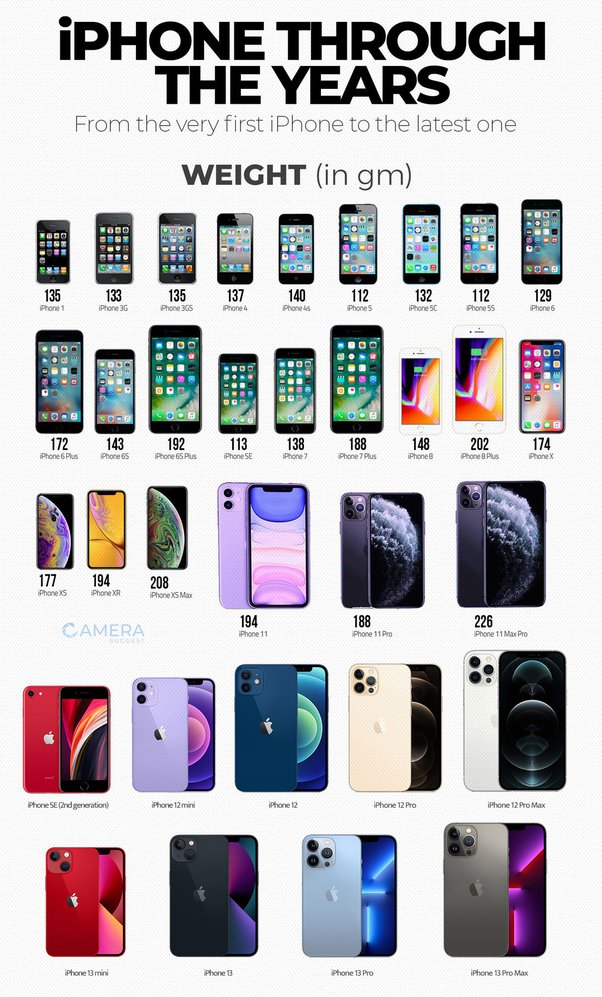 iPHONE THROUGH
THE YEARS
From the very first iPhone to the latest one
WEIGHT (in gm)
135 133 135 137 140 112 132 112 129
iPhone 1 iPhone 3G iPhone 3GS iPhone 4 iPhone 4s iPhone 5 iPhone 5C iPhone 5S iPhone 6
172 143 192 113 138 188 148 202 174
iPhone 6 Plus iPhone 6S iPhone 6S Plus iPhone SE iPhone 7 iPhone 7 Plus iPhone 8 iPhone 8 Plus iPhone X
177 194 208
iPhone XS iPhone XR iPhone XS Max
194 188 226
iPhone 11 iPhone 11 Pro iPhone 11 Max Pro
CAMERA
SUGGEST
iPhone SE (2nd generation) iPhone 12 mini iPhone 12 iPhone 12 Pro iPhone 12 Pro Max
iPhone 13 mini iPhone 13 iPhone 13 Pro iPhone 13 Pro Max